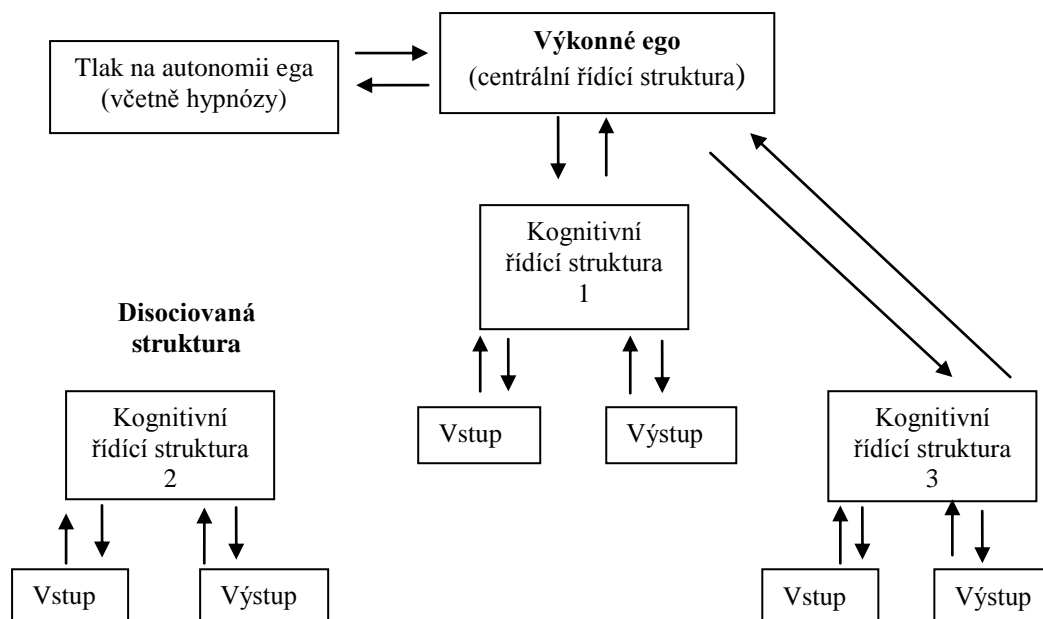 Výkonné ego
(centrální řídící struktura)
Tlak na autonomii ega
(včetně hypnózy)
Kognitivní
řídící struktura
1
Disociovaná
struktura
Kognitivní
řídící struktura
2
Vstup
Výstup
Kognitivní
řídící struktura
3
Vstup
Výstup
Vstup
Výstup